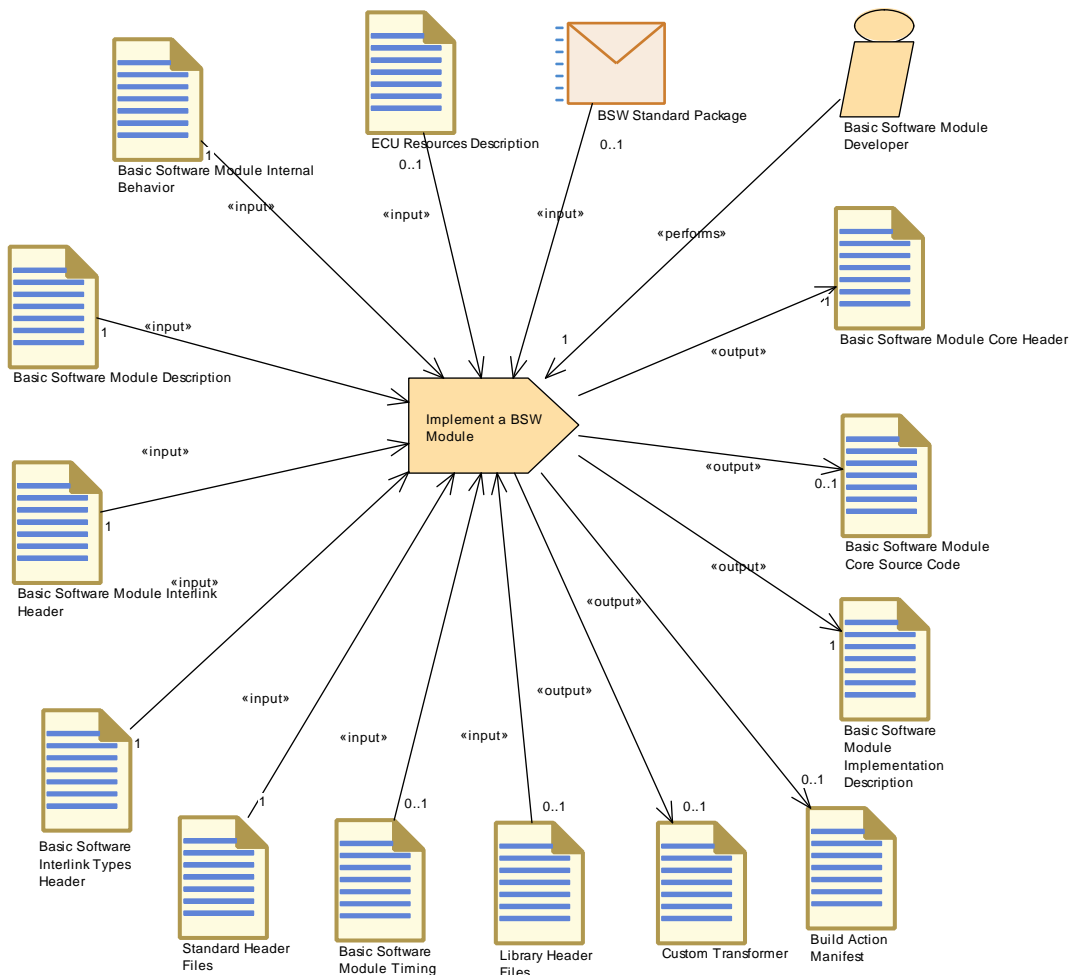 BSW Standard Package
0..1
«input»
ECU Resources Description
0..1
«input»
Basic Software Module
Developer
«performs»
1
1
Basic Software Module Internal
Behavior
«input»
1
Basic Software Module Core Header
«output»
1
«input»
Basic Software Module Description
Implement a BSW
Module
«output»
0..1
Basic Software Module
Core Source Code
«input»
1
Basic Software Module Interlink
Header
«output»
1
Basic Software
Module
Implementation
Description
«input»
1
Basic Software
Interlink Types
Header
«input»
1
Standard Header
Files
«input»
0..1
Basic Software
Module Timing
«input»
0..1
Library Header
Files
«output»
0..1
Custom Transformer
«output»
0..1
Build Action
Manifest